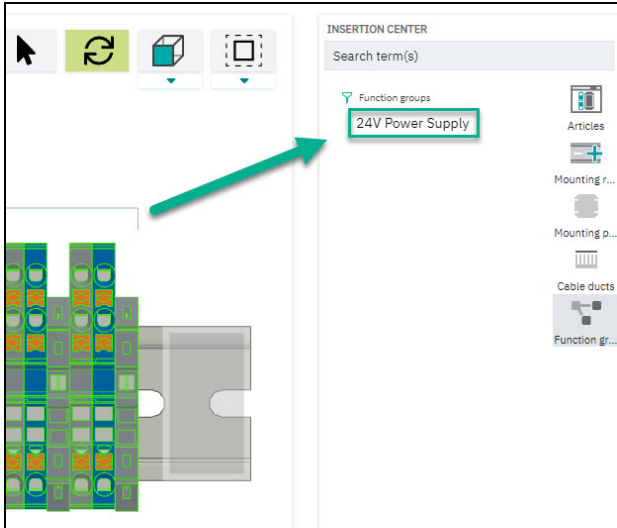 INSERTION CENTER
Search term(s)
Function groups
24V Power Supply
Articles
Mounting r...
Mounting p...
Cable ducts
Function gr...